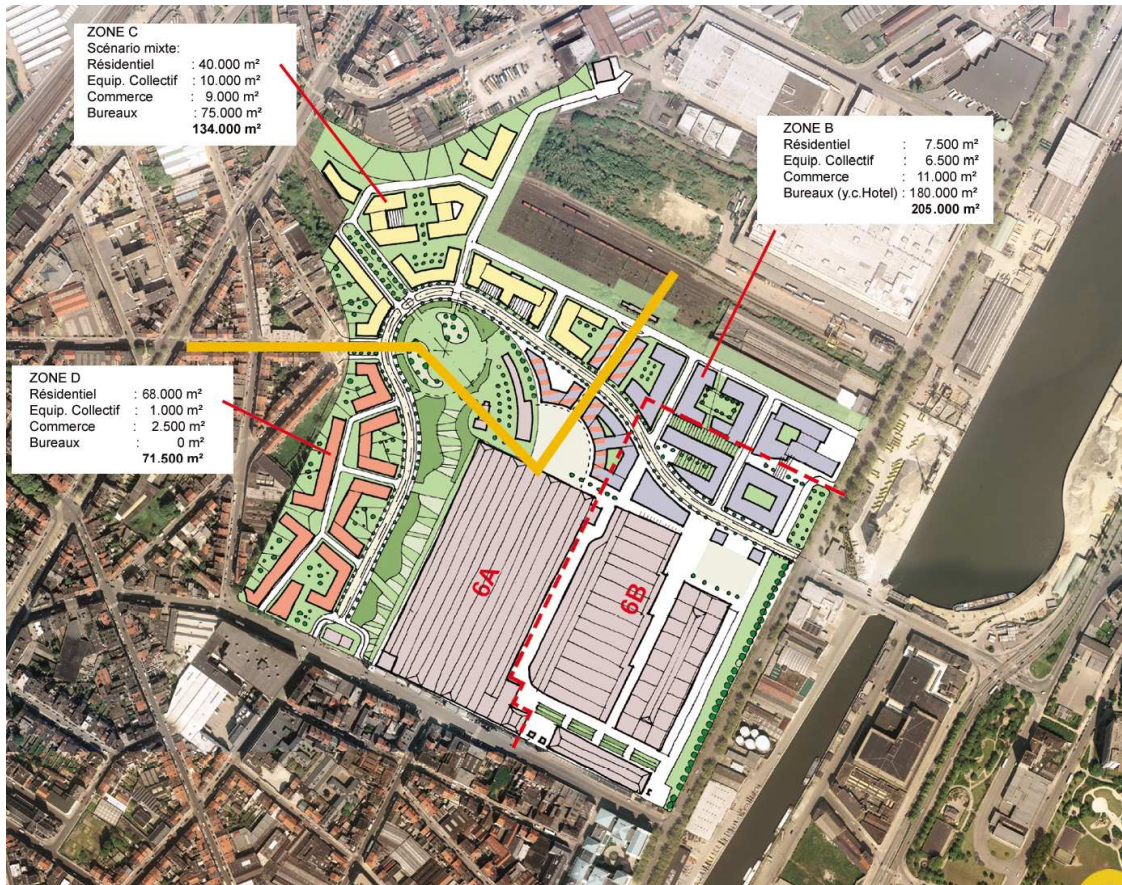 ZONE C
Scénario mixte:
Résidentiel : 40.000 m²
Equip. Collectif : 10.000 m²
Commerce : 9.000 m²
Bureaux : 75.000 m²
134.000 m²
ZONE B
Résidentiel : 7.500 m²
Equip. Collectif : 6.500 m²
Commerce : 11.000 m²
Bureaux (y.c.Hotel) : 180.000 m²
205.000 m²
ZONE D
Résidentiel : 68.000 m²
Equip. Collectif : 1.000 m²
Commerce : 2.500 m²
Bureaux : 0 m²
71.500 m²
6A
6B